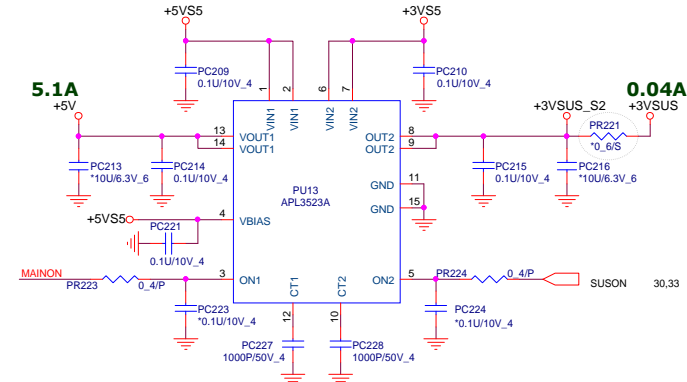 +5VS5
+3VS5
PC209
0.1U/10V_4
PC210
0.1U/10V_4
5.1A
+5V
0.04A
+3VSUS_S2
+3VSUS
1
2
6
7
VIN1
VIN1
VIN2
VIN2
PR221
*0_6/S
13
14
VOUT1
VOUT1
OUT2
OUT2
8
9
PC213
*10U/6.3V_6
PC214
0.1U/10V_4
PC215
0.1U/10V_4
PC216
*10U/6.3V_6
PU13
APL3523A
GND
11
GND
15
+5VS5
4
VBIAS
PC221
0.1U/10V_4
MAINON
PR223
0_4/P
3
ON1
CT1
CT2
ON2
5
PR224
0_4/P
SUSON
30,33
PC223
*0.1U/10V_4
PC224
*0.1U/10V_4
12
10
PC227
1000P/50V_4
PC228
1000P/50V_4